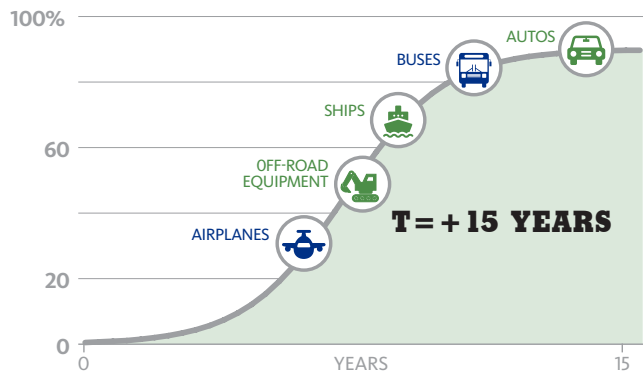 100%
AUTOS
BUSES
SHIPS
60
0FF-ROAD
EQUIPMENT
T = + 15 YEARS
AIRPLANES
20
0
0 YEARS 15